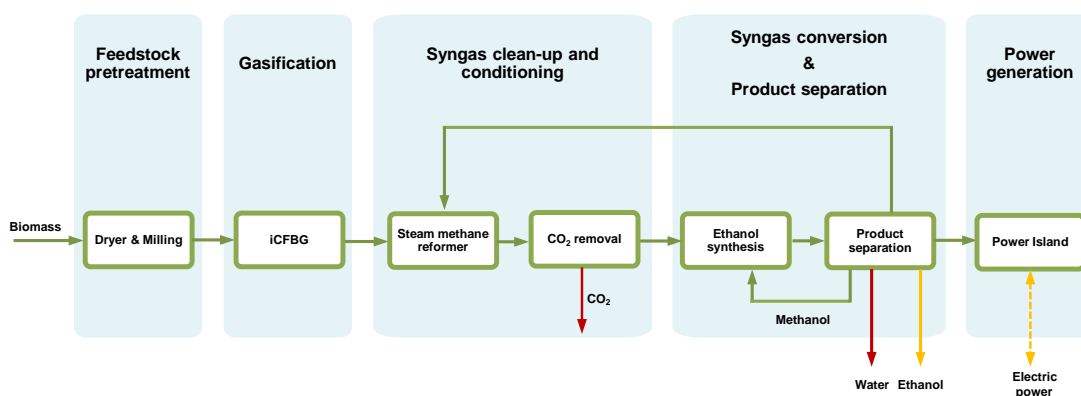 Feedstock
pretreatment
Gasification
Syngas clean-up and
conditioning
Syngas conversion
&
Product separation
Power
generation
Biomass
Dryer & Milling
iCFBG
Steam methane
reformer
CO₂ removal
Ethanol
synthesis
Product
separation
Power Island
CO₂
Methanol
Water
Ethanol
Electric
power